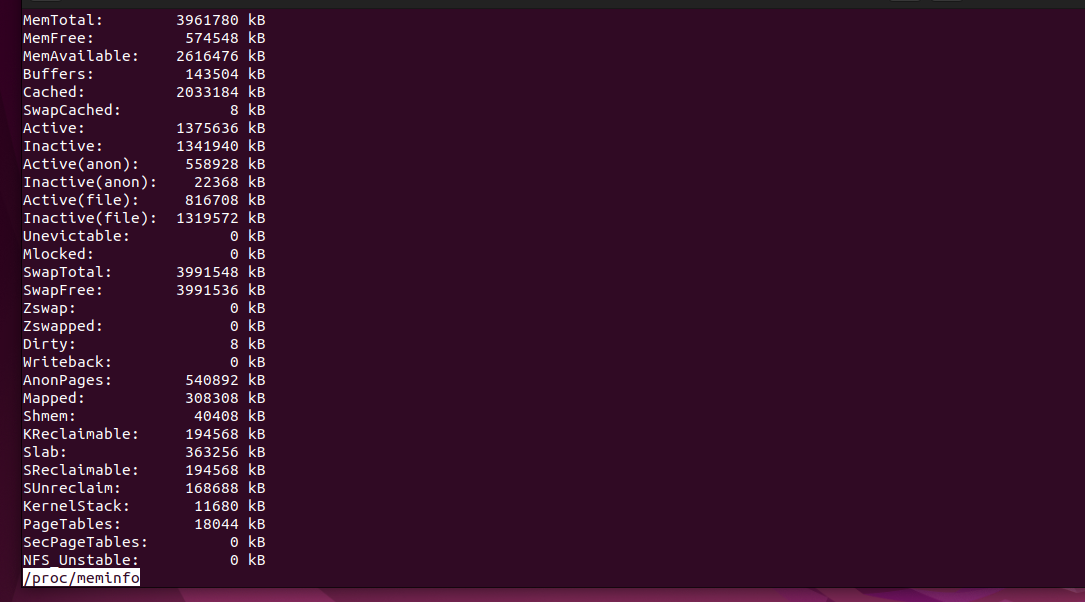 MemTotal:        3961780 kB
MemFree:          574548 kB
MemAvailable:    2616476 kB
Buffers:          143504 kB
Cached:          2033184 kB
SwapCached:            8 kB
Active:          1375636 kB
Inactive:        1341940 kB
Active(anon):     558928 kB
Inactive(anon):    22368 kB
Active(file):     816708 kB
Inactive(file):  1319572 kB
Unevictable:           0 kB
Mlocked:               0 kB
SwapTotal:       3991548 kB
SwapFree:        3991536 kB
Zswap:                 0 kB
Zswapped:              0 kB
Dirty:                 8 kB
Writeback:             0 kB
AnonPages:        540892 kB
Mapped:           308308 kB
Shmem:             40408 kB
KReclaimable:     194568 kB
Slab:             363256 kB
SReclaimable:     194568 kB
SUnreclaim:       168688 kB
KernelStack:       11680 kB
PageTables:        18044 kB
SecPageTables:         0 kB
NFS_Unstable:          0 kB
/proc/meminfo